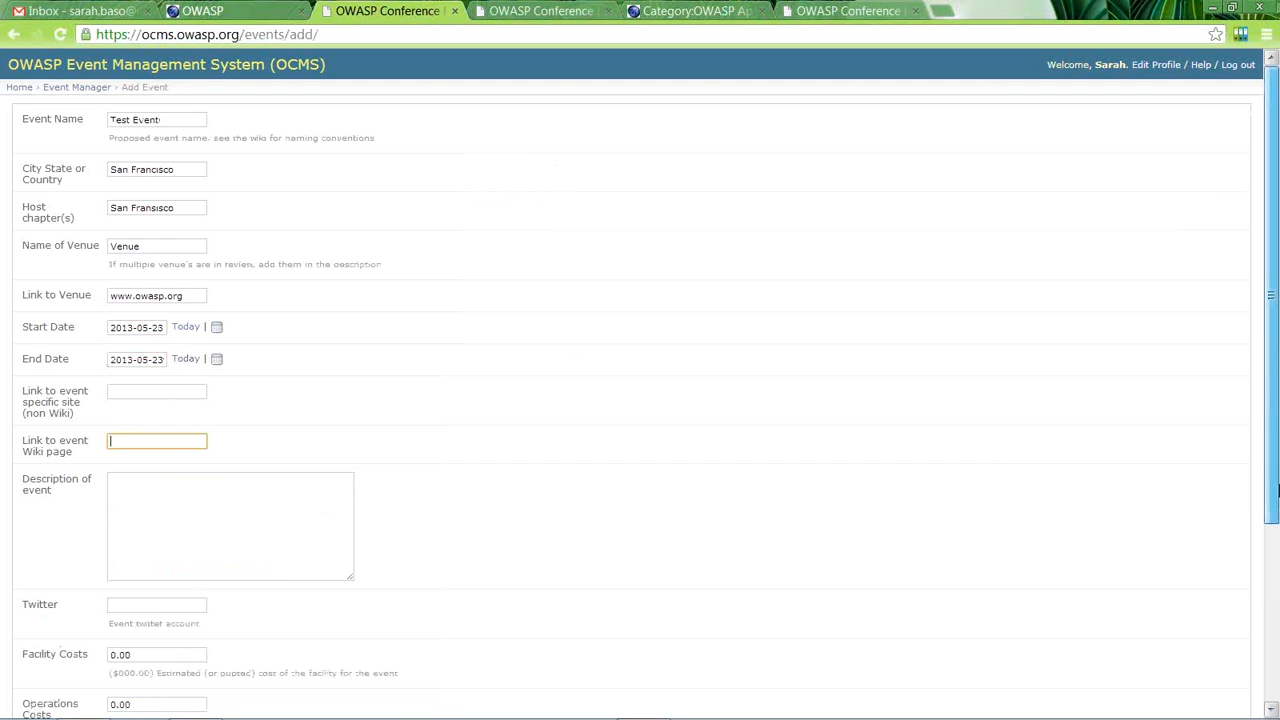 Inbox - sarah.baso@
OWASP
OWASP Conference
OWASP Conference
Category:OWASP Ap
OWASP Conference
https://ocms.owasp.org/events/add/
OWASP Event Management System (OCMS)
Welcome, Sarah. Edit Profile / Help / Log out
Home › Event Manager › Add Event
Event Name
Test Event
Proposed event name, see the wiki for naming conventions
City State or
Country
San Francisco
Host
chapter(s)
San Fransisco
Name of Venue
Venue
If multiple venue's are in review, add them in the description
Link to Venue
www.owasp.org
Start Date
2013-05-23
Today |
End Date
2013-05-23
Today |
Link to event
specific site
(non Wiki)
Link to event
Wiki page
Description of
event
Twitter
Event twitter account
Facility Costs
0.00
($000.00) Estimated (or quoted) cost of the facility for the event
Operations
Costs
0.00